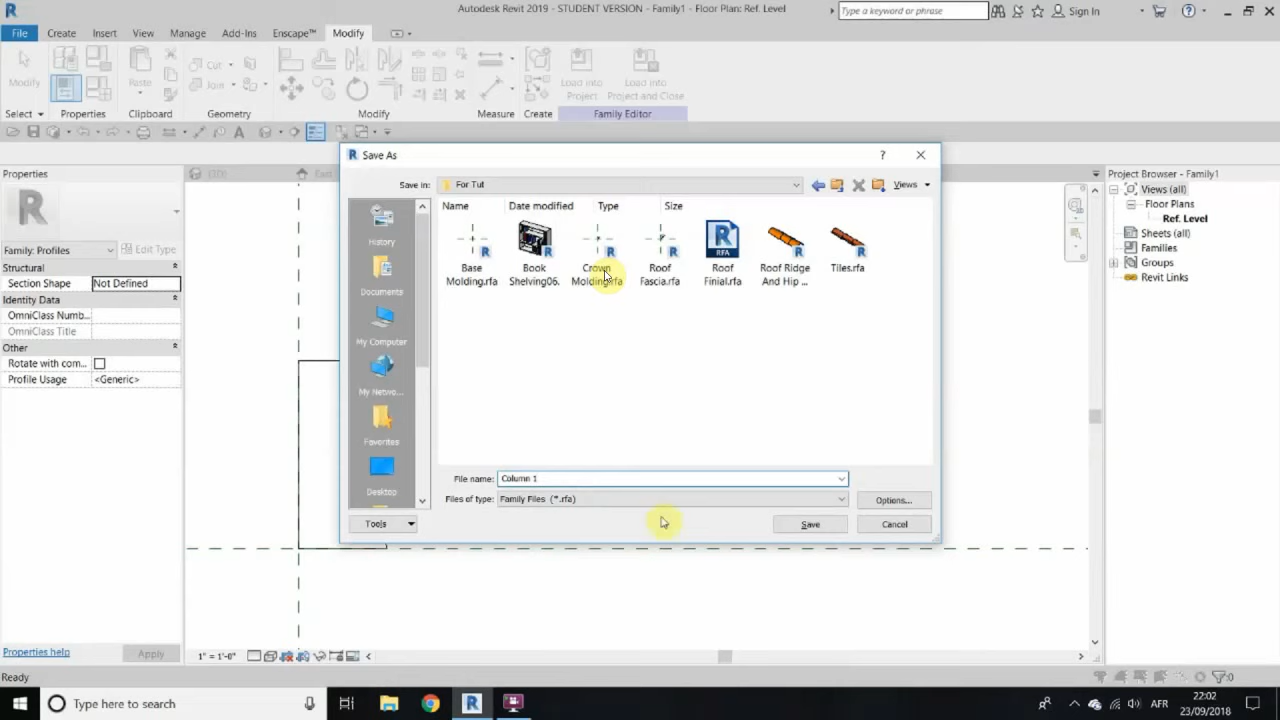 Autodesk Revit 2019 - STUDENT VERSION - Family1 - Floor Plan: Ref. Level
Type a keyword or phrase
Sign In
File Create Insert View Manage Add-Ins Enscape™ Modify
Modify
Paste
Cut
Join
Load into
Project
Load into
Project and Close
Select Properties Clipboard Geometry Modify Measure Create Family Editor
Properties
Family: Profiles
Edit Type
Structural
Section Shape Not Defined
Identity Data
OmniClass Numb...
OmniClass Title
Other
Rotate with com...
Profile Usage <Generic>
Properties help
Apply
Save As
Save in: For Tut
Views
Name Date modified Type Size
History
Documents
My Computer
My Netwo...
Favorites
Desktop
Base
Molding.rfa
Book
Shelving06.
Crown
Molding.rfa
Roof
Fascia.rfa
RFA
Roof
Finial.rfa
Roof Ridge
And Hip ...
Tiles.rfa
File name: Column 1
Files of type: Family Files (*.rfa)
Options...
Tools
Save
Cancel
Project Browser - Family1
Views (all)
Floor Plans
Ref. Level
Sheets (all)
Families
Groups
Revit Links
1" = 1'-0"
Ready
:0
Type here to search
AFR
22:02
23/09/2018